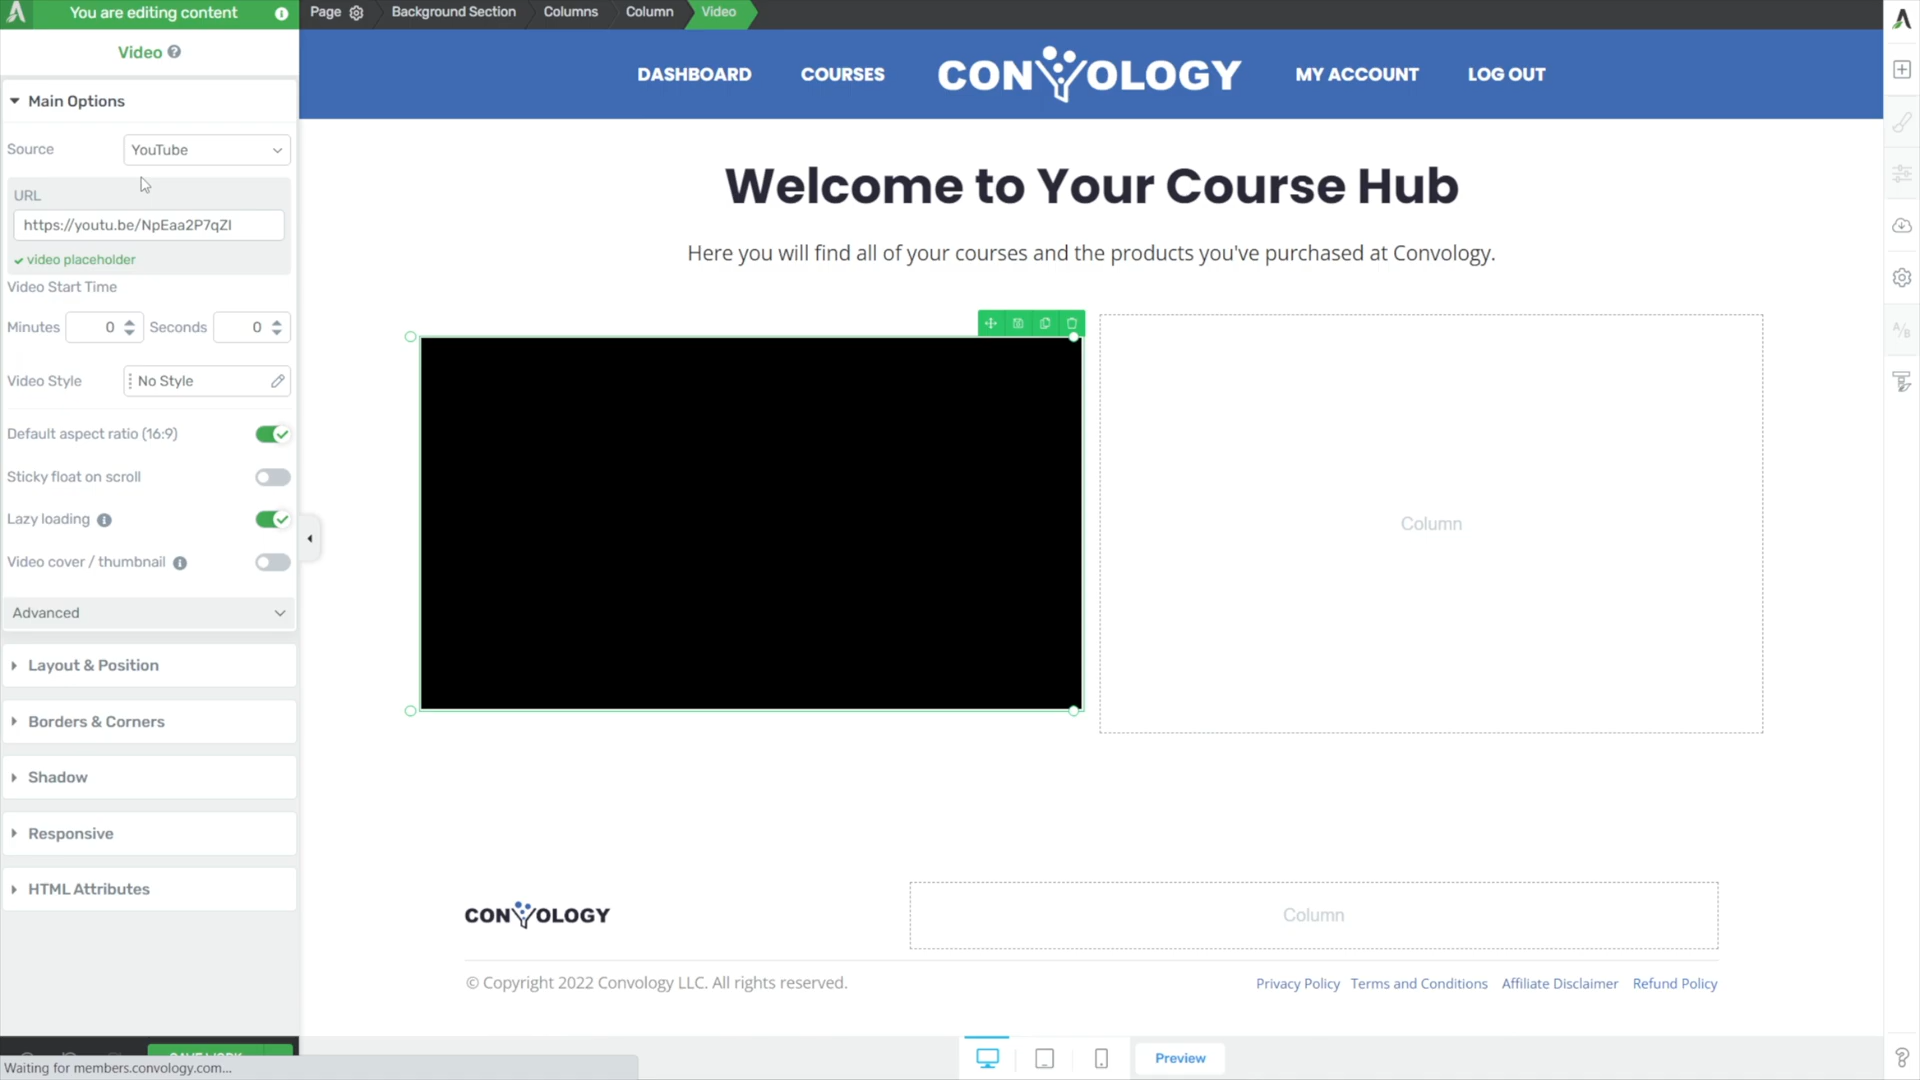 You are editing content
Page
Background Section
Columns
Column
Video
Video
Main Options
Source
YouTube
URL
https://youtu.be/NpEaa2P7qZI
video placeholder
Video Start Time
Minutes 0 Seconds 0
Video Style
No Style
Default aspect ratio (16:9)
Sticky float on scroll
Lazy loading
Video cover / thumbnail
Advanced
Layout & Position
Borders & Corners
Shadow
Responsive
HTML Attributes
Waiting for members.convology.com...
DASHBOARD
COURSES
CONVOLOGY
MY ACCOUNT
LOG OUT
Welcome to Your Course Hub
Here you will find all of your courses and the products you've purchased at Convology.
Column
CONVOLOGY
Column
© Copyright 2022 Convology LLC. All rights reserved.
Privacy Policy Terms and Conditions Affiliate Disclaimer Refund Policy
Preview
A/B